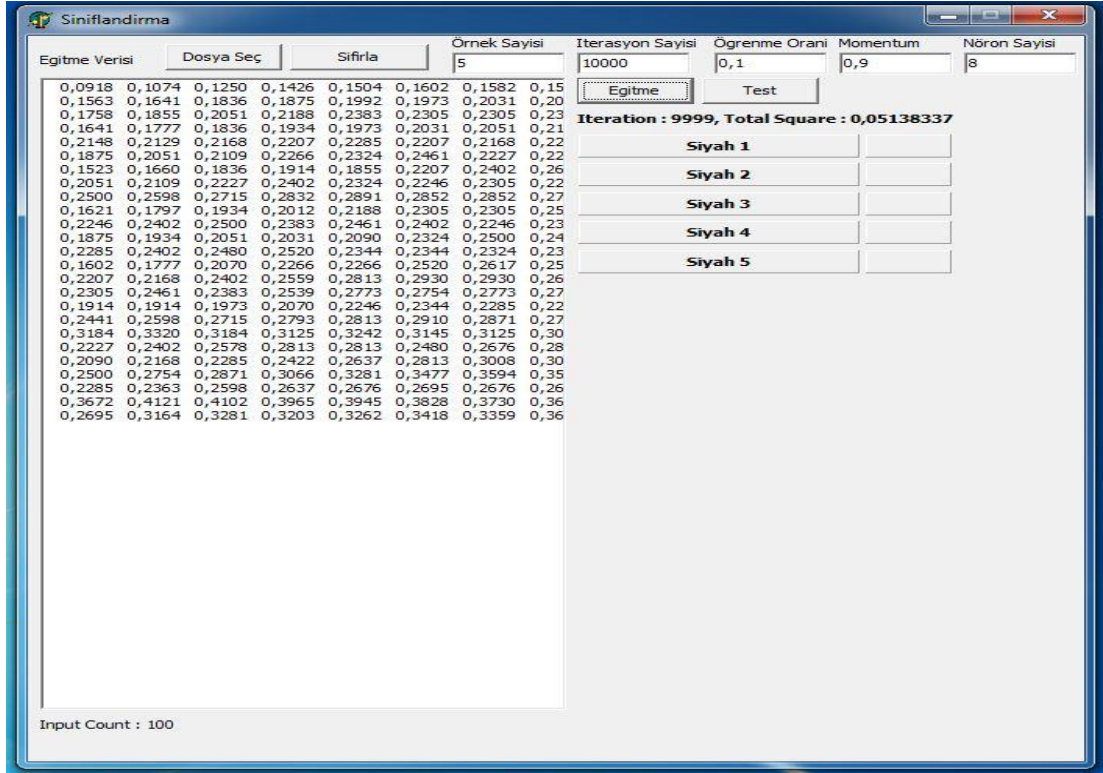 Siniflandirma
Egitme Verisi Dosya Seç Sifirla Örnek Sayisi Iterasyon Sayisi Ögrenme Orani Momentum Nöron Sayisi
5 10000 0,1 0,9 8
Egitme Test
Iteration : 9999, Total Square : 0,05138337
Siyah 1
Siyah 2
Siyah 3
Siyah 4
Siyah 5
0,0918 0,1074 0,1250 0,1426 0,1504 0,1602 0,1582 0,15
0,1563 0,1641 0,1836 0,1875 0,1992 0,1973 0,2031 0,20
0,1758 0,1855 0,2051 0,2188 0,2383 0,2305 0,2305 0,23
0,1641 0,1777 0,1836 0,1934 0,1973 0,2031 0,2051 0,21
0,2148 0,2129 0,2168 0,2207 0,2285 0,2207 0,2168 0,22
0,1875 0,2051 0,2109 0,2266 0,2324 0,2461 0,2227 0,22
0,1523 0,1660 0,1836 0,1914 0,1855 0,2207 0,2402 0,26
0,2051 0,2109 0,2227 0,2402 0,2324 0,2246 0,2305 0,22
0,2500 0,2598 0,2715 0,2832 0,2891 0,2852 0,2852 0,27
0,1621 0,1797 0,1934 0,2012 0,2188 0,2305 0,2305 0,25
0,2246 0,2402 0,2500 0,2383 0,2461 0,2402 0,2246 0,23
0,1875 0,1934 0,2051 0,2031 0,2090 0,2324 0,2500 0,24
0,2285 0,2402 0,2480 0,2520 0,2344 0,2344 0,2324 0,23
0,1602 0,1777 0,2070 0,2266 0,2266 0,2520 0,2617 0,25
0,2207 0,2168 0,2402 0,2559 0,2813 0,2930 0,2930 0,26
0,2305 0,2461 0,2383 0,2539 0,2773 0,2754 0,2773 0,27
0,1914 0,1914 0,1973 0,2070 0,2246 0,2344 0,2285 0,22
0,2441 0,2598 0,2715 0,2793 0,2813 0,2910 0,2871 0,27
0,3184 0,3320 0,3184 0,3125 0,3242 0,3145 0,3125 0,30
0,2227 0,2402 0,2578 0,2813 0,2813 0,2480 0,2676 0,28
0,2090 0,2168 0,2285 0,2422 0,2637 0,2813 0,3008 0,30
0,2500 0,2754 0,2871 0,3066 0,3281 0,3477 0,3594 0,35
0,2285 0,2363 0,2598 0,2637 0,2676 0,2695 0,2676 0,26
0,3672 0,4121 0,4102 0,3965 0,3945 0,3828 0,3730 0,36
0,2695 0,3164 0,3281 0,3203 0,3262 0,3418 0,3359 0,36
Input Count : 100